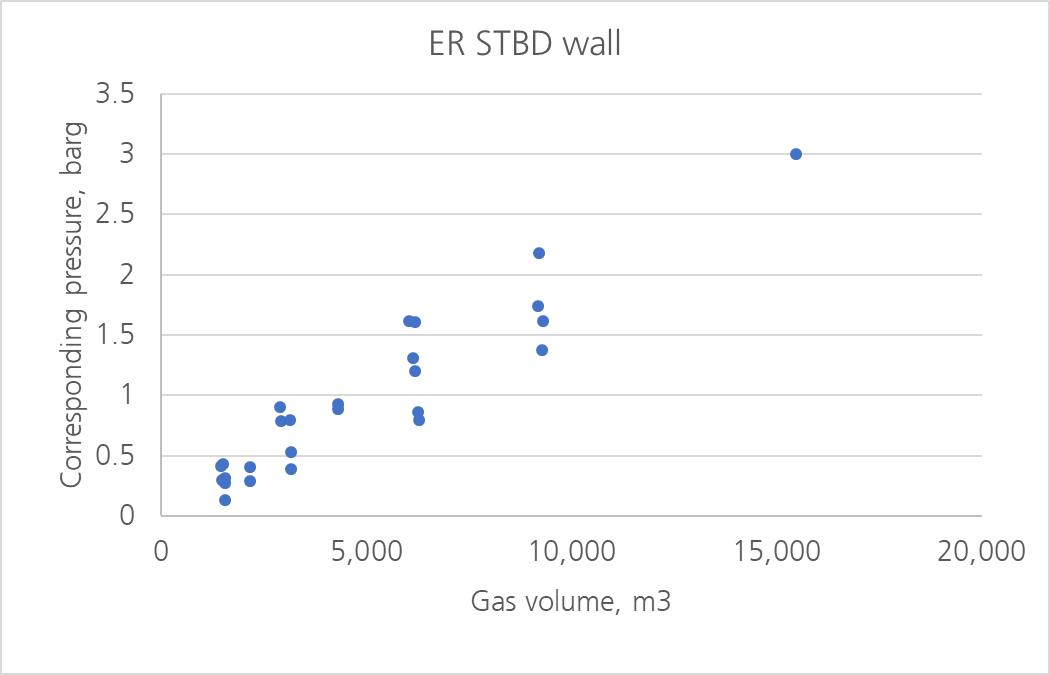 ER STBD wall
3.5
3
2.5
2
1.5
1
0.5
0
Corresponding pressure, barg
0 5,000 10,000 15,000 20,000
Gas volume, m3